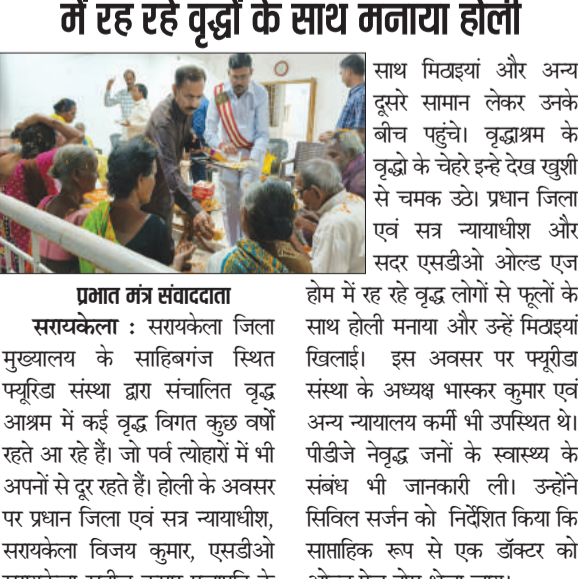 में रह रहे वृद्धों के साथ मनाया होली
प्रभात मंत्र संवाददाता
सरायकेला : सरायकेला जिला
मुख्यालय के साहिबगंज स्थित
फ्यूरिडा संस्था द्वारा संचालित वृद्ध
आश्रम में कई वृद्ध विगत कुछ वर्षों
रहते आ रहे हैं। जो पर्व त्योहारों में भी
अपनों से दूर रहते हैं। होली के अवसर
पर प्रधान जिला एवं सत्र न्यायाधीश,
सरायकेला विजय कुमार, एसडीओ
साथ मिठाइयां और अन्य
दूसरे सामान लेकर उनके
बीच पहुंचे। वृद्धाश्रम के
वृद्धो के चेहरे इन्हे देख खुशी
से चमक उठे। प्रधान जिला
एवं सत्र न्यायाधीश और
सदर एसडीओ ओल्ड एज
होम में रह रहे वृद्ध लोगों से फूलों के
साथ होली मनाया और उन्हें मिठाइयां
खिलाई। इस अवसर पर फ्यूरीडा
संस्था के अध्यक्ष भास्कर कुमार एवं
अन्य न्यायालय कर्मी भी उपस्थित थे।
पीडीजे नेवृद्ध जनों के स्वास्थ्य के
संबंध भी जानकारी ली। उन्होंने
सिविल सर्जन को निर्देशित किया कि
साप्ताहिक रूप से एक डॉक्टर को